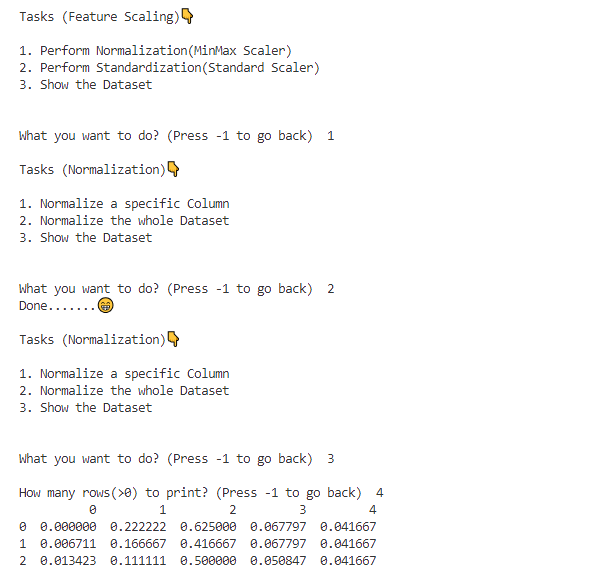 Tasks (Feature Scaling)👇
1. Perform Normalization(MinMax Scaler)
2. Perform Standardization(Standard Scaler)
3. Show the Dataset
What you want to do? (Press -1 to go back)  1
Tasks (Normalization)👇
1. Normalize a specific Column
2. Normalize the whole Dataset
3. Show the Dataset
What you want to do? (Press -1 to go back)  2
Done.......😁
Tasks (Normalization)👇
1. Normalize a specific Column
2. Normalize the whole Dataset
3. Show the Dataset
What you want to do? (Press -1 to go back)  3
How many rows(>0) to print? (Press -1 to go back)  4
0 1 2 3 4
0 0.000000 0.222222 0.625000 0.067797 0.041667
1 0.006711 0.166667 0.416667 0.067797 0.041667
2 0.013423 0.111111 0.500000 0.050847 0.041667